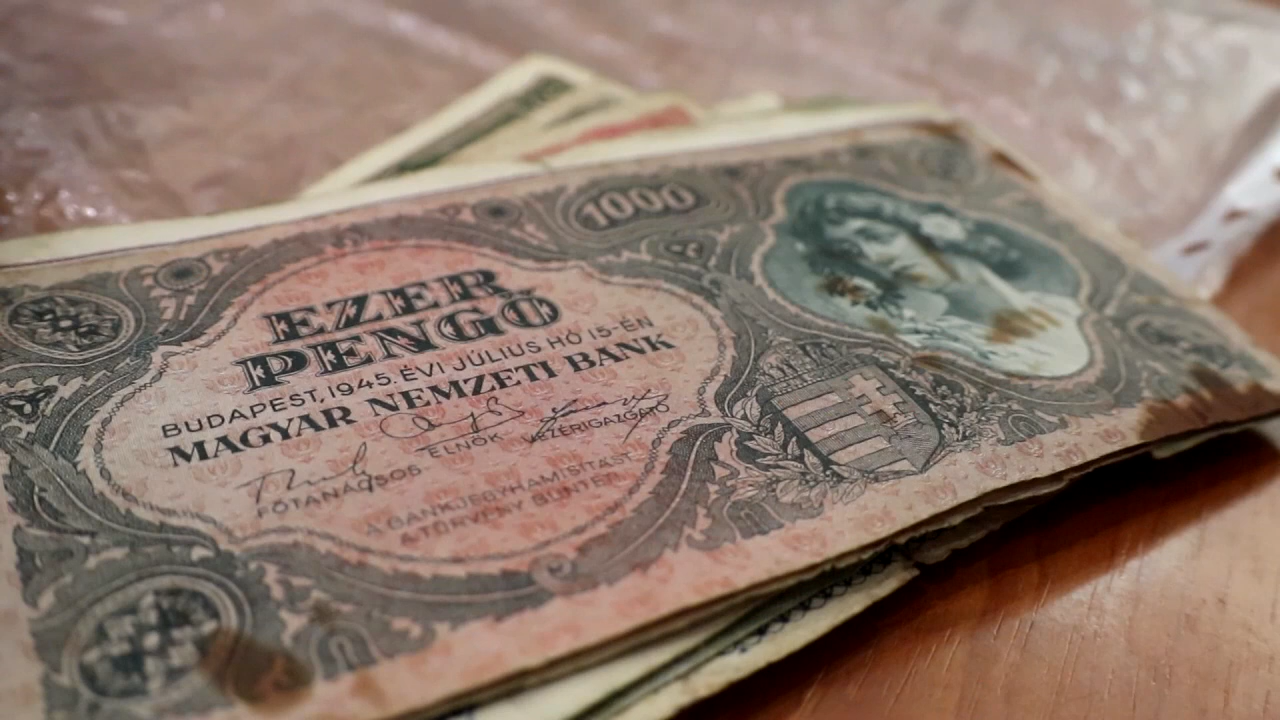 1000
EZER
PENGŐ
BUDAPEST, 1945. ÉVI JÚLIUS HÓ 15-ÉN
MAGYAR NEMZETI BANK
ELNÖK VEZÉRIGAZGATÓ
FŐTANÁCSOS
A BANKJEGYHAMISÍTÁST
A TÖRVÉNY BÜNTETI